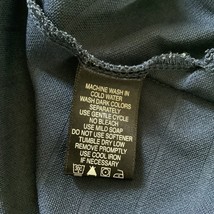 MACHINE WASH IN
COLD WATER
WASH DARK COLORS
SEPARATELY
USE GENTLE CYCLE
NO BLEACH
USE MILD SOAP
DO NOT USE SOFTENER
TUMBLE DRY LOW
REMOVE PROMPTLY
USE COOL IRON
IF NECESSARY